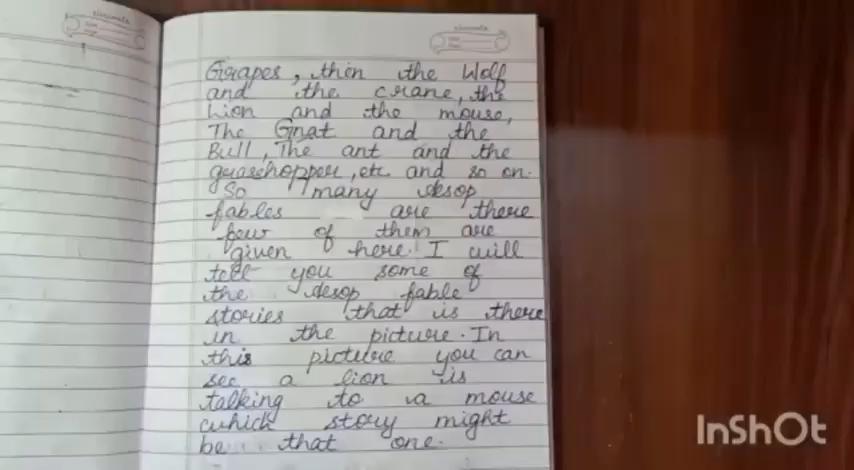 classmate
Grapes, then the Wolf
and the crane, the
Lion and the mouse,
The Gnat and the
Bull, The ant and the
grasshopper, etc and so on.
So many Aesop
fables are there
few of them are
given here. I will
tell you some of
the Aesop fable
stories that is there
in the picture. In
this picture you can
see a lion is
talking to a mouse
which story might
be that one.
InShOt